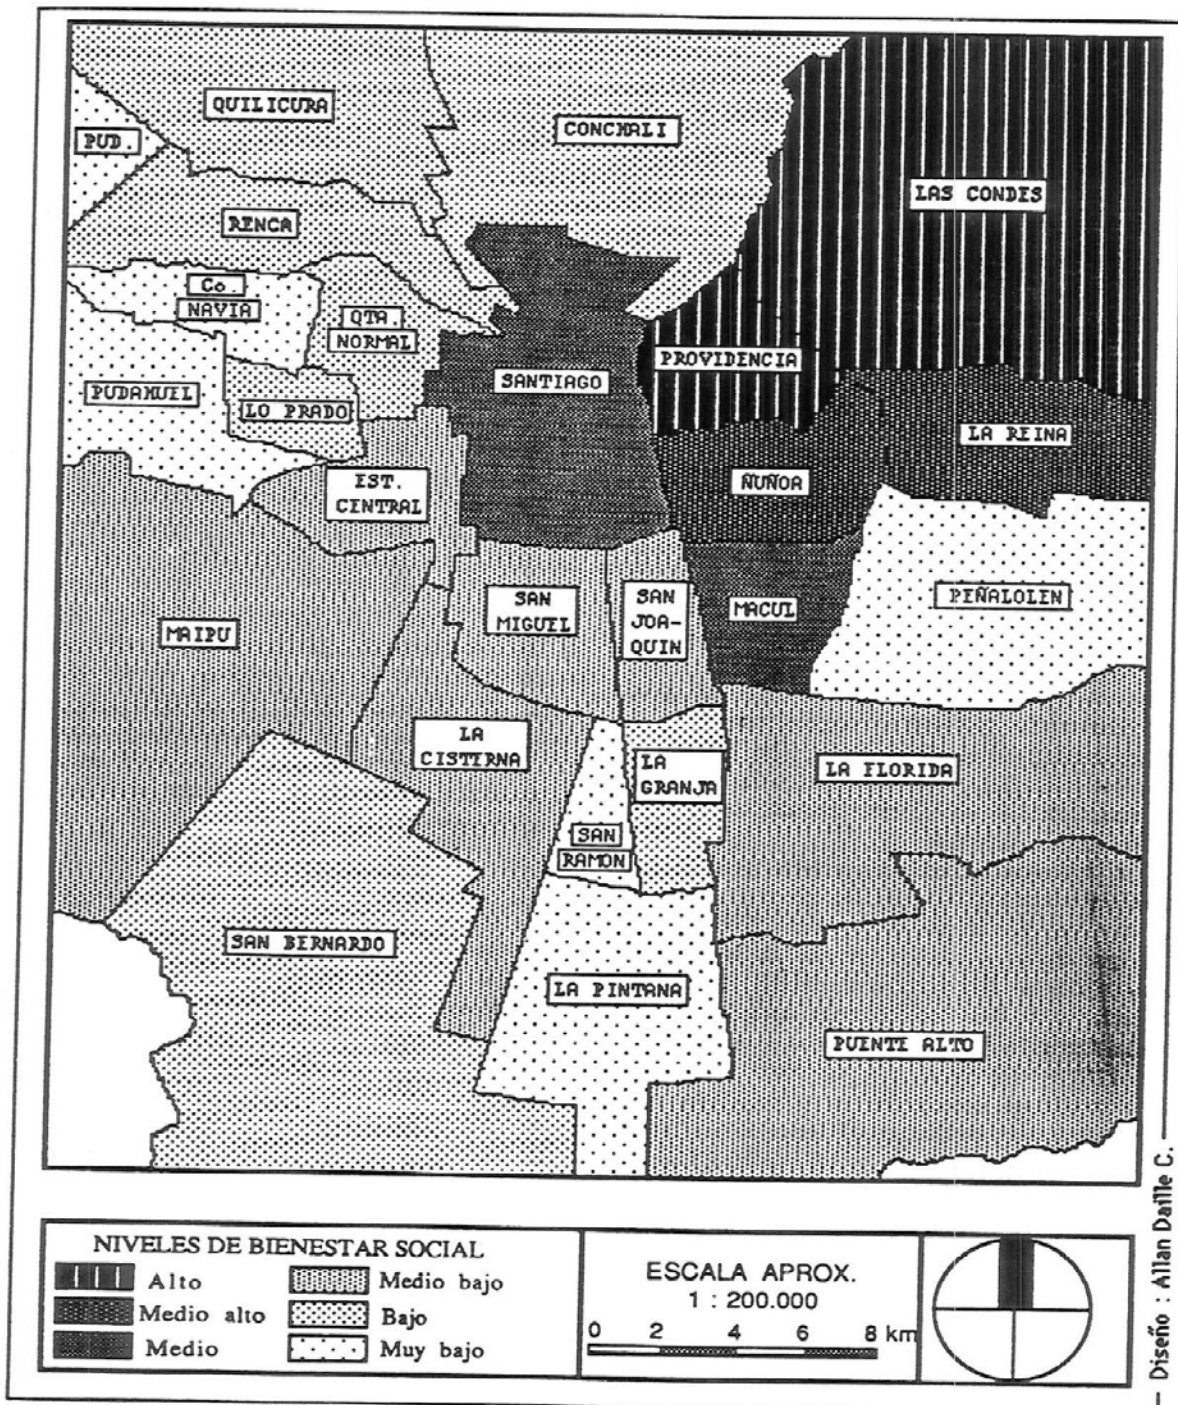 QUILICURA
PUD.
CONCHALI
LAS CONDES
RENCA
Co.
NAVIA
QTA
NORMAL
PROVIDENCIA
SANTIAGO
PUDAHUEL
LO PRADO
LA REINA
ÑUÑOA
EST.
CENTRAL
PEÑALOLEN
SAN
MIGUEL
SAN
JOA-
QUIN
MACUL
MAIPU
LA
CISTERNA
LA
GRANJA
LA FLORIDA
SAN
RAMON
SAN BERNARDO
LA PINTANA
PUENTE ALTO
NIVELES DE BIENESTAR SOCIAL
Alto
Medio alto
Medio
Medio bajo
Bajo
Muy bajo
ESCALA APROX.
1 : 200.000
0 2 4 6 8 km
Diseño : Allan Daille C.